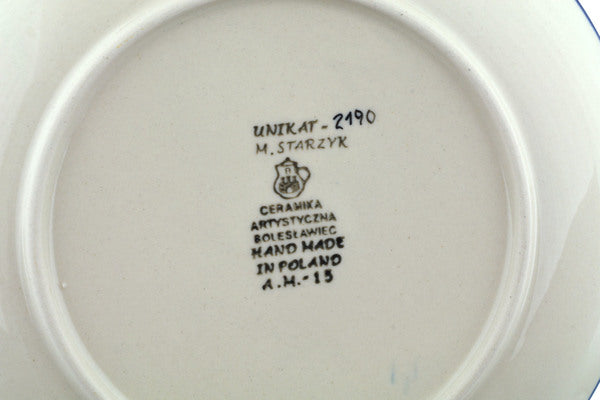 UNIKAT - 2190
M. STARZYK
CERAMIKA
ARTYSTYCZNA
BOLESŁAWIEC
HAND MADE
IN POLAND
A.M.-15